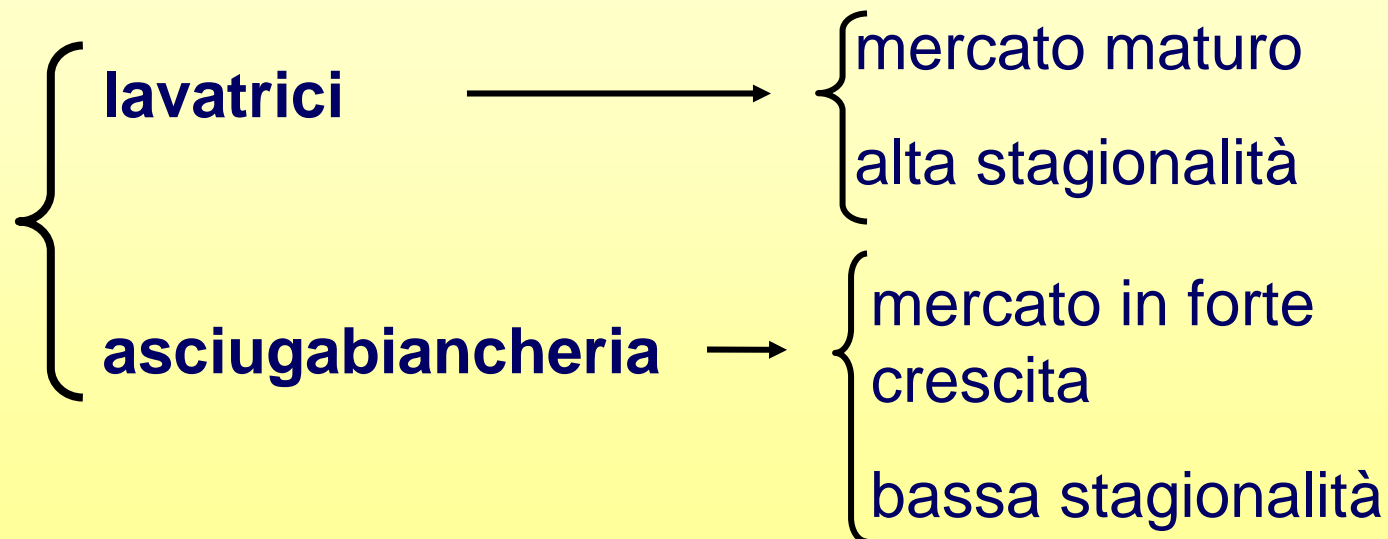 lavatrici
mercato maturo
alta stagionalità
asciugabiancheria
mercato in forte
crescita
bassa stagionalità